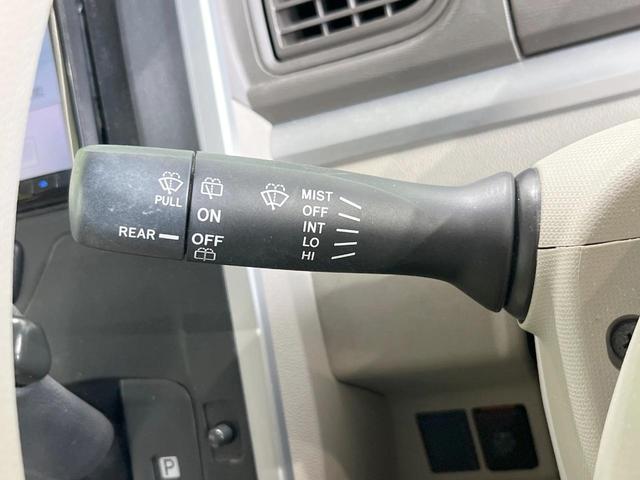 PULL
REAR
ON
OFF
MIST
OFF
INT
LO
HI
P